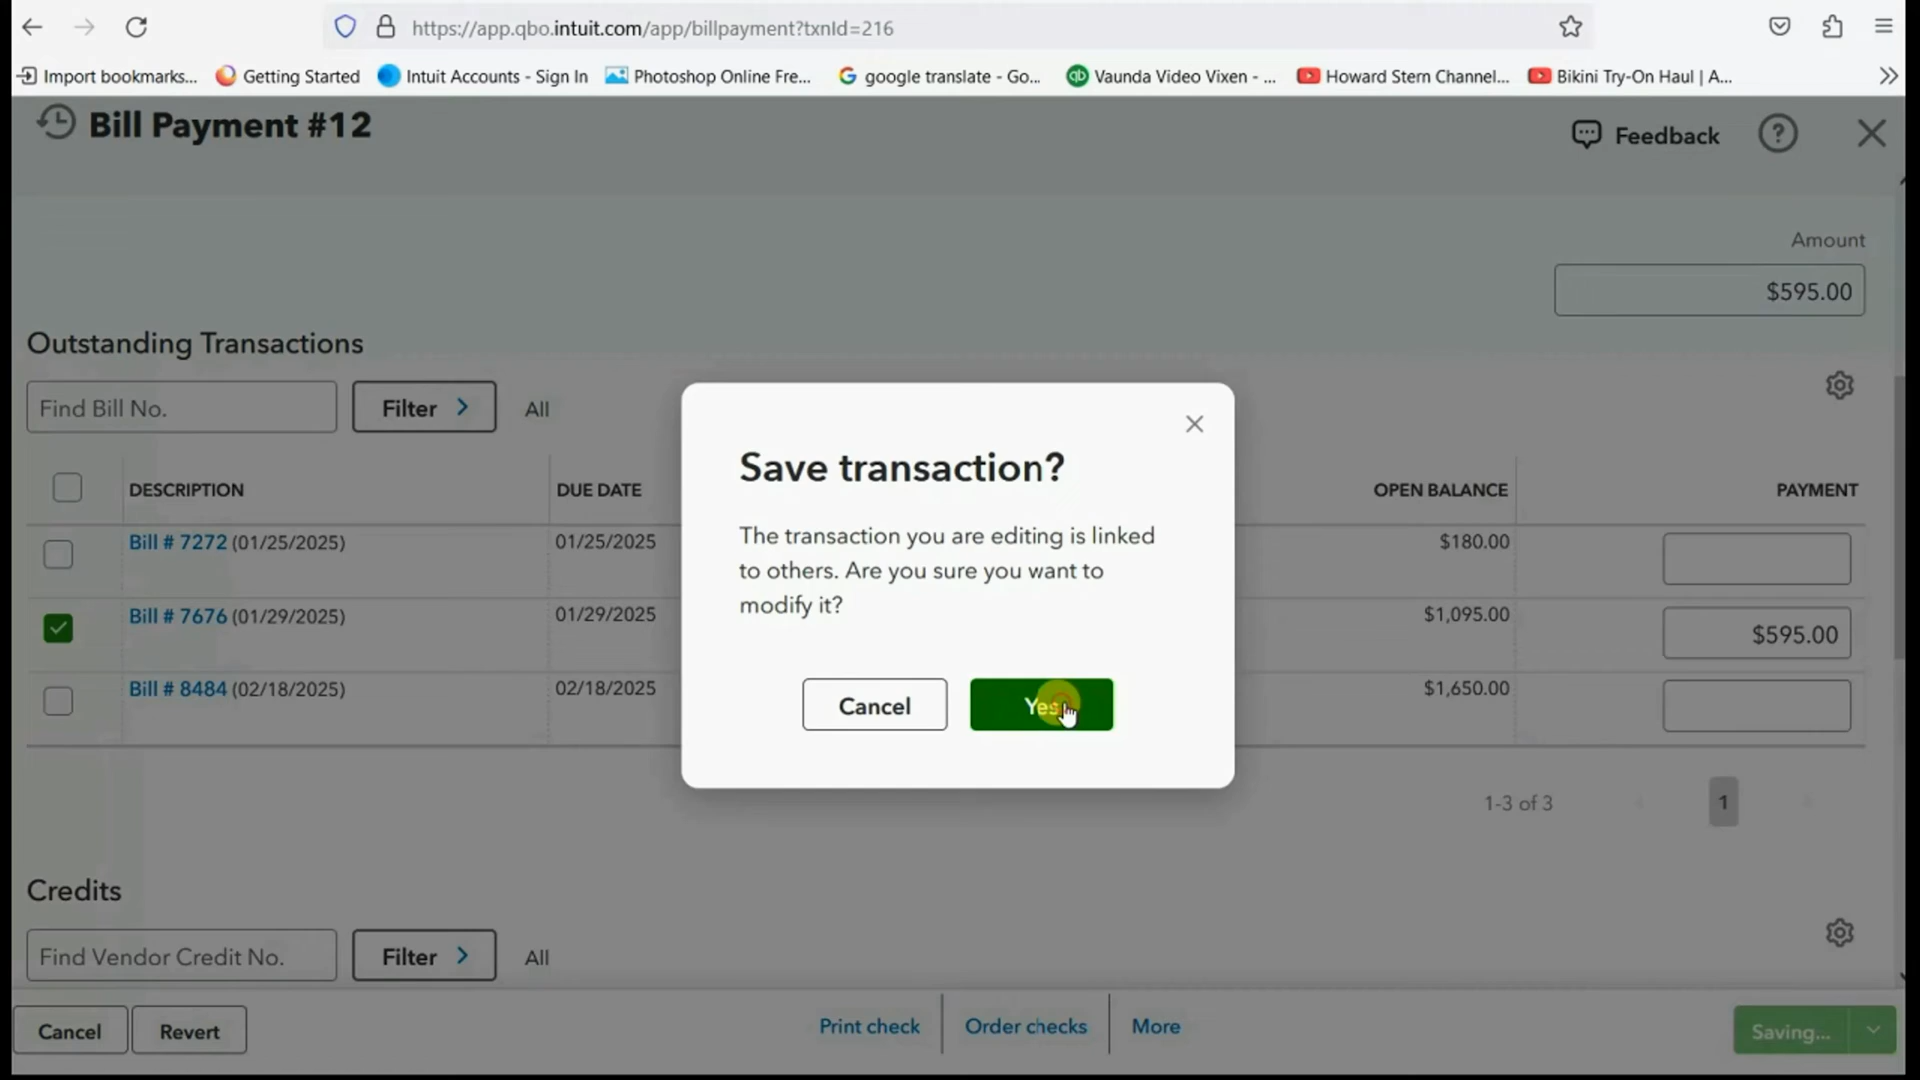 https://app.qbo.intuit.com/app/billpayment?txnId=216
Import bookmarks... Getting Started Intuit Accounts - Sign In Photoshop Online Fre... google translate - Go... Vaunda Video Vixen - ... Howard Stern Channel... Bikini Try-On Haul | A...
Bill Payment #12
Feedback
Amount
$595.00
Outstanding Transactions
Find Bill No. Filter All
DESCRIPTION DUE DATE OPEN BALANCE PAYMENT
Bill # 7272 (01/25/2025) 01/25/2025 $180.00
Bill # 7676 (01/29/2025) 01/29/2025 $1,095.00 $595.00
Bill # 8484 (02/18/2025) 02/18/2025 $1,650.00
Save transaction?
The transaction you are editing is linked
to others. Are you sure you want to
modify it?
Cancel Yes
1-3 of 3 1
Credits
Find Vendor Credit No. Filter All
Cancel Revert Print check Order checks More Saving...